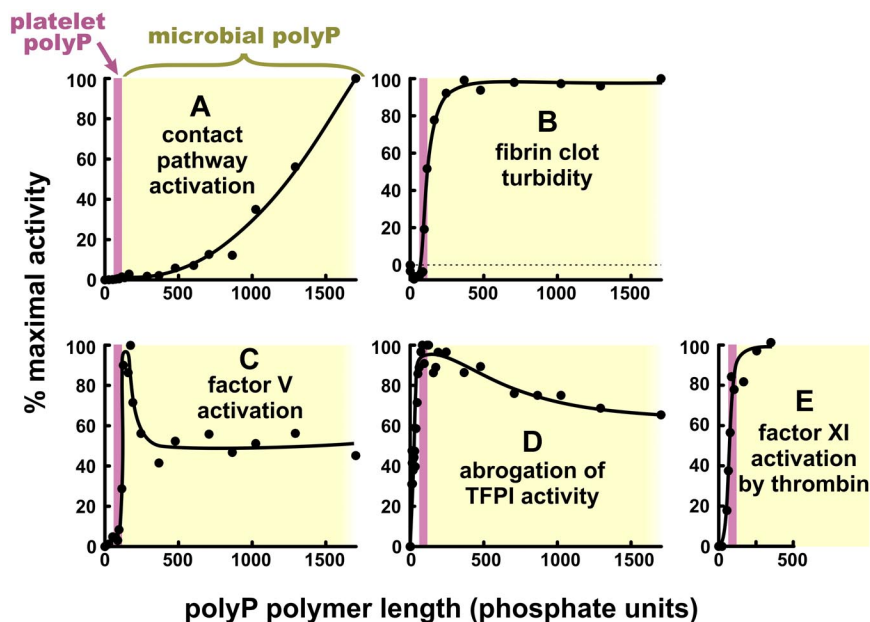 platelet
polyP
microbial polyP
% maximal activity
100
80
60
40
20
0
A
contact
pathway
activation
0
500
1000
1500
100
80
60
40
20
0
B
fibrin clot
turbidity
0
500
1000
1500
100
80
60
40
20
0
C
factor V
activation
0
500
1000
1500
100
80
60
40
20
0
D
abrogation of
TFPI activity
0
500
1000
1500
100
80
60
40
20
0
E
factor XI
activation
by thrombin
0
500
polyP polymer length (phosphate units)